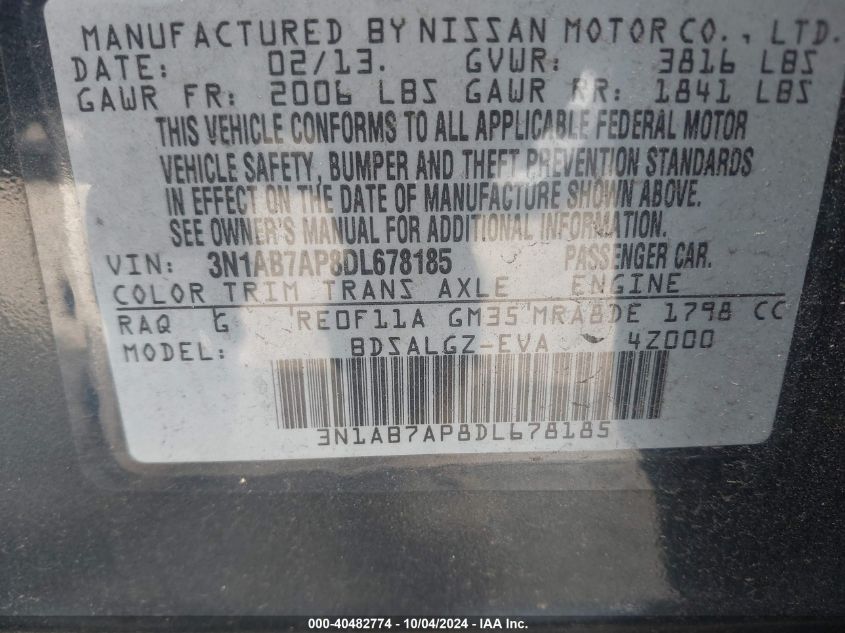 MANUFACTURED BY NISSAN MOTOR CO., LTD.
DATE: 02/13. GVWR: 3816 LBS
GAWR FR: 2006 LBS GAWR RR: 1841 LBS
THIS VEHICLE CONFORMS TO ALL APPLICABLE FEDERAL MOTOR
VEHICLE SAFETY, BUMPER AND THEFT PREVENTION STANDARDS
IN EFFECT ON THE DATE OF MANUFACTURE SHOWN ABOVE.
SEE OWNER'S MANUAL FOR ADDITIONAL INFORMATION.
VIN: 3N1AB7AP8DL678185 PASSENGER CAR.
COLOR TRIM TRANS AXLE ENGINE
RAQ G RE0F11A GM35 MRA8DE 1798 CC
MODEL: BDSALGZ-EVA 4Z000
3N1AB7AP8DL678185
000-40482774 - 10/04/2024 - COPYRIGHT © IAA, Inc.